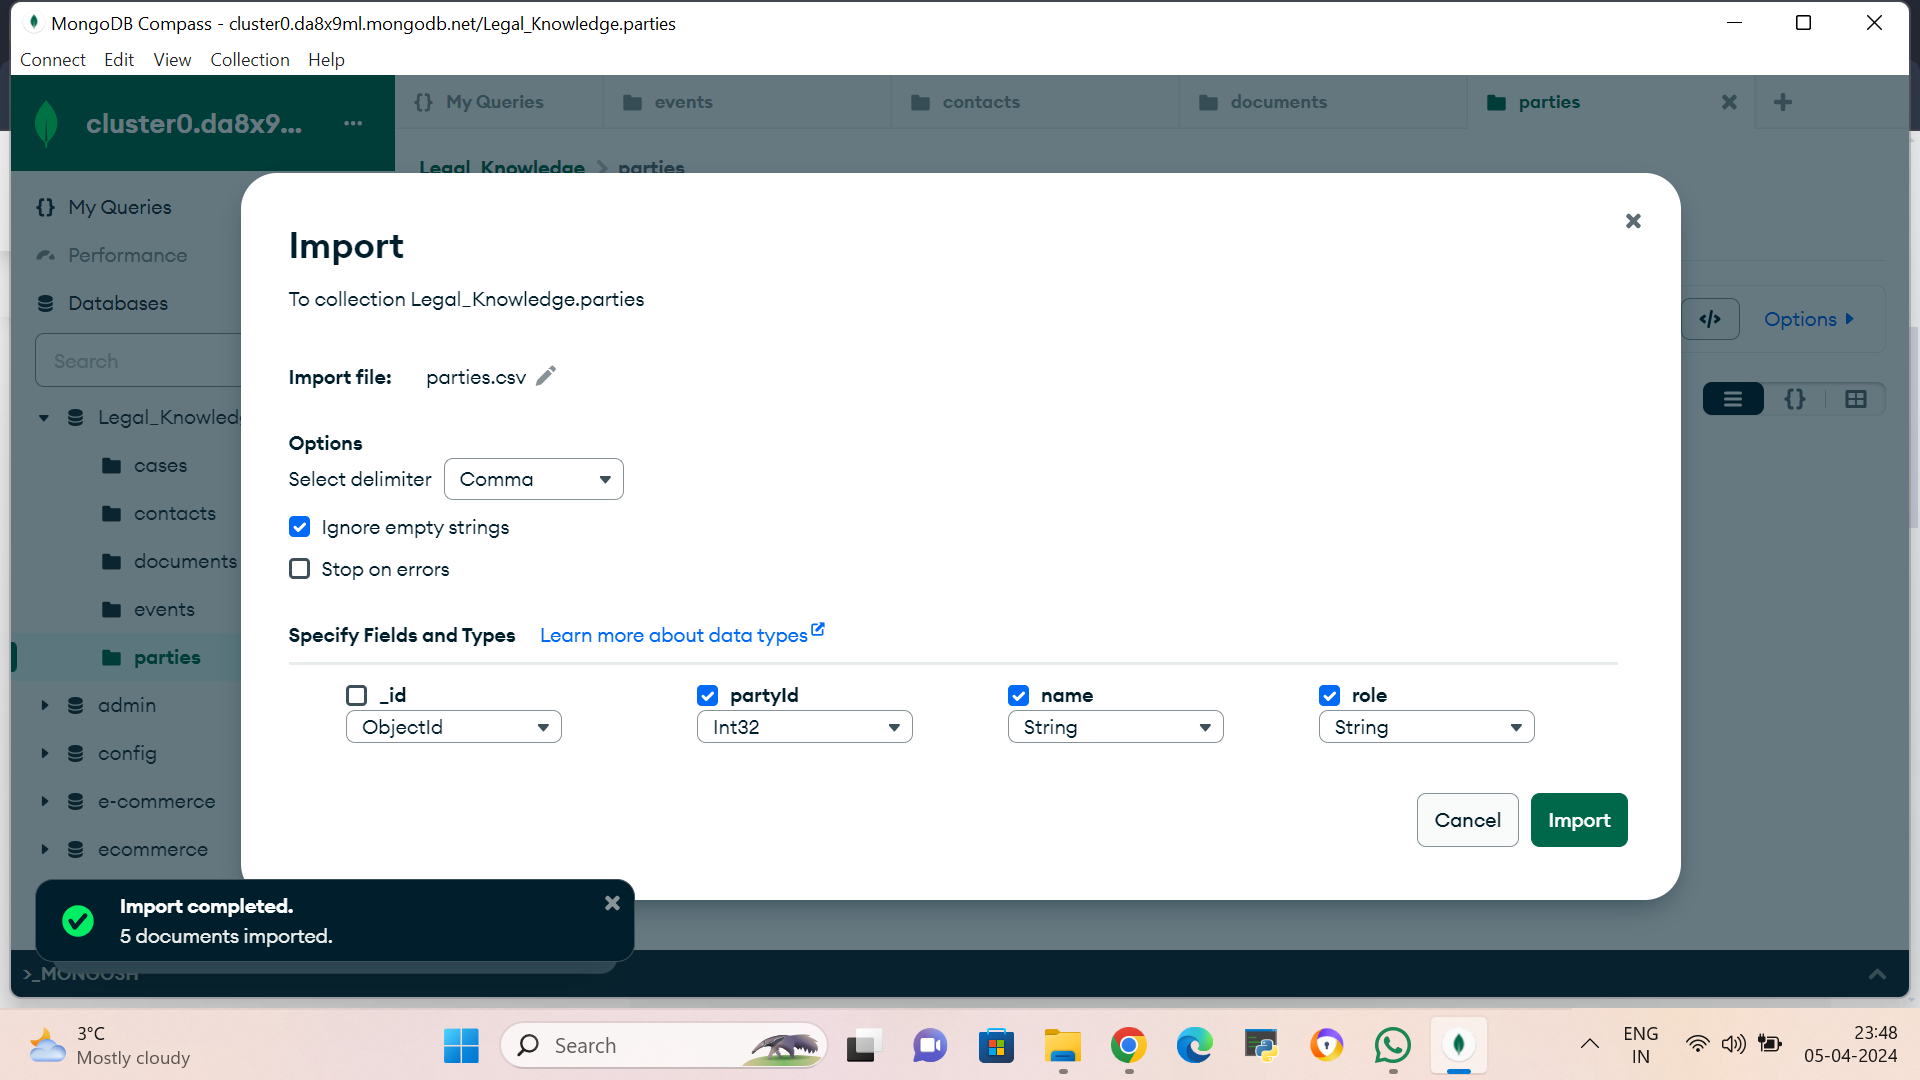 MongoDB Compass - cluster0.da8x9ml.mongodb.net/Legal_Knowledge.parties
Connect Edit View Collection Help
cluster0.da8x9... ...
{} My Queries
events
contacts
documents
parties
Legal_Knowledge > parties
{} My Queries
Performance
Databases
Search
Legal_Knowled
cases
contacts
documents
events
parties
admin
config
e-commerce
ecommerce
</> Options
{}
Import
To collection Legal_Knowledge.parties
Import file: parties.csv
Options
Select delimiter Comma
Ignore empty strings
Stop on errors
Specify Fields and Types Learn more about data types
_id partyId name role
ObjectId Int32 String String
Cancel Import
Import completed.
5 documents imported.
>_MONGOSH
3°C
Mostly cloudy
Search
ENG
IN
23:48
05-04-2024